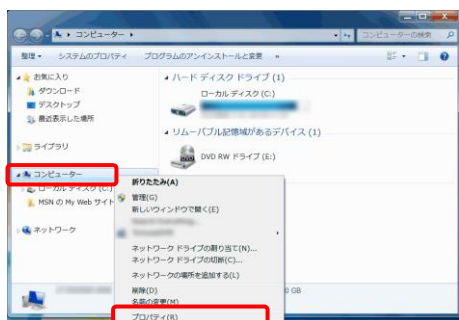 コンピューター
コンピューターの検索
整理
システムのプロパティ
プログラムのアンインストールと変更
»
お気に入り
ダウンロード
デスクトップ
最近表示した場所
ライブラリ
コンピューター
ローカル ディスク (C:)
MSN の My Web サイト
ネットワーク
ハード ディスク ドライブ (1)
ローカル ディスク (C:)
リムーバブル記憶域があるデバイス (1)
DVD RW ドライブ (E:)
折りたたみ(A)
管理(G)
新しいウィンドウで開く(E)
ネットワーク ドライブの割り当て(N)...
ネットワーク ドライブの切断(C)...
ネットワークの場所を追加する(L)
削除(D)
名前の変更(M)
プロパティ(R)
0 GB